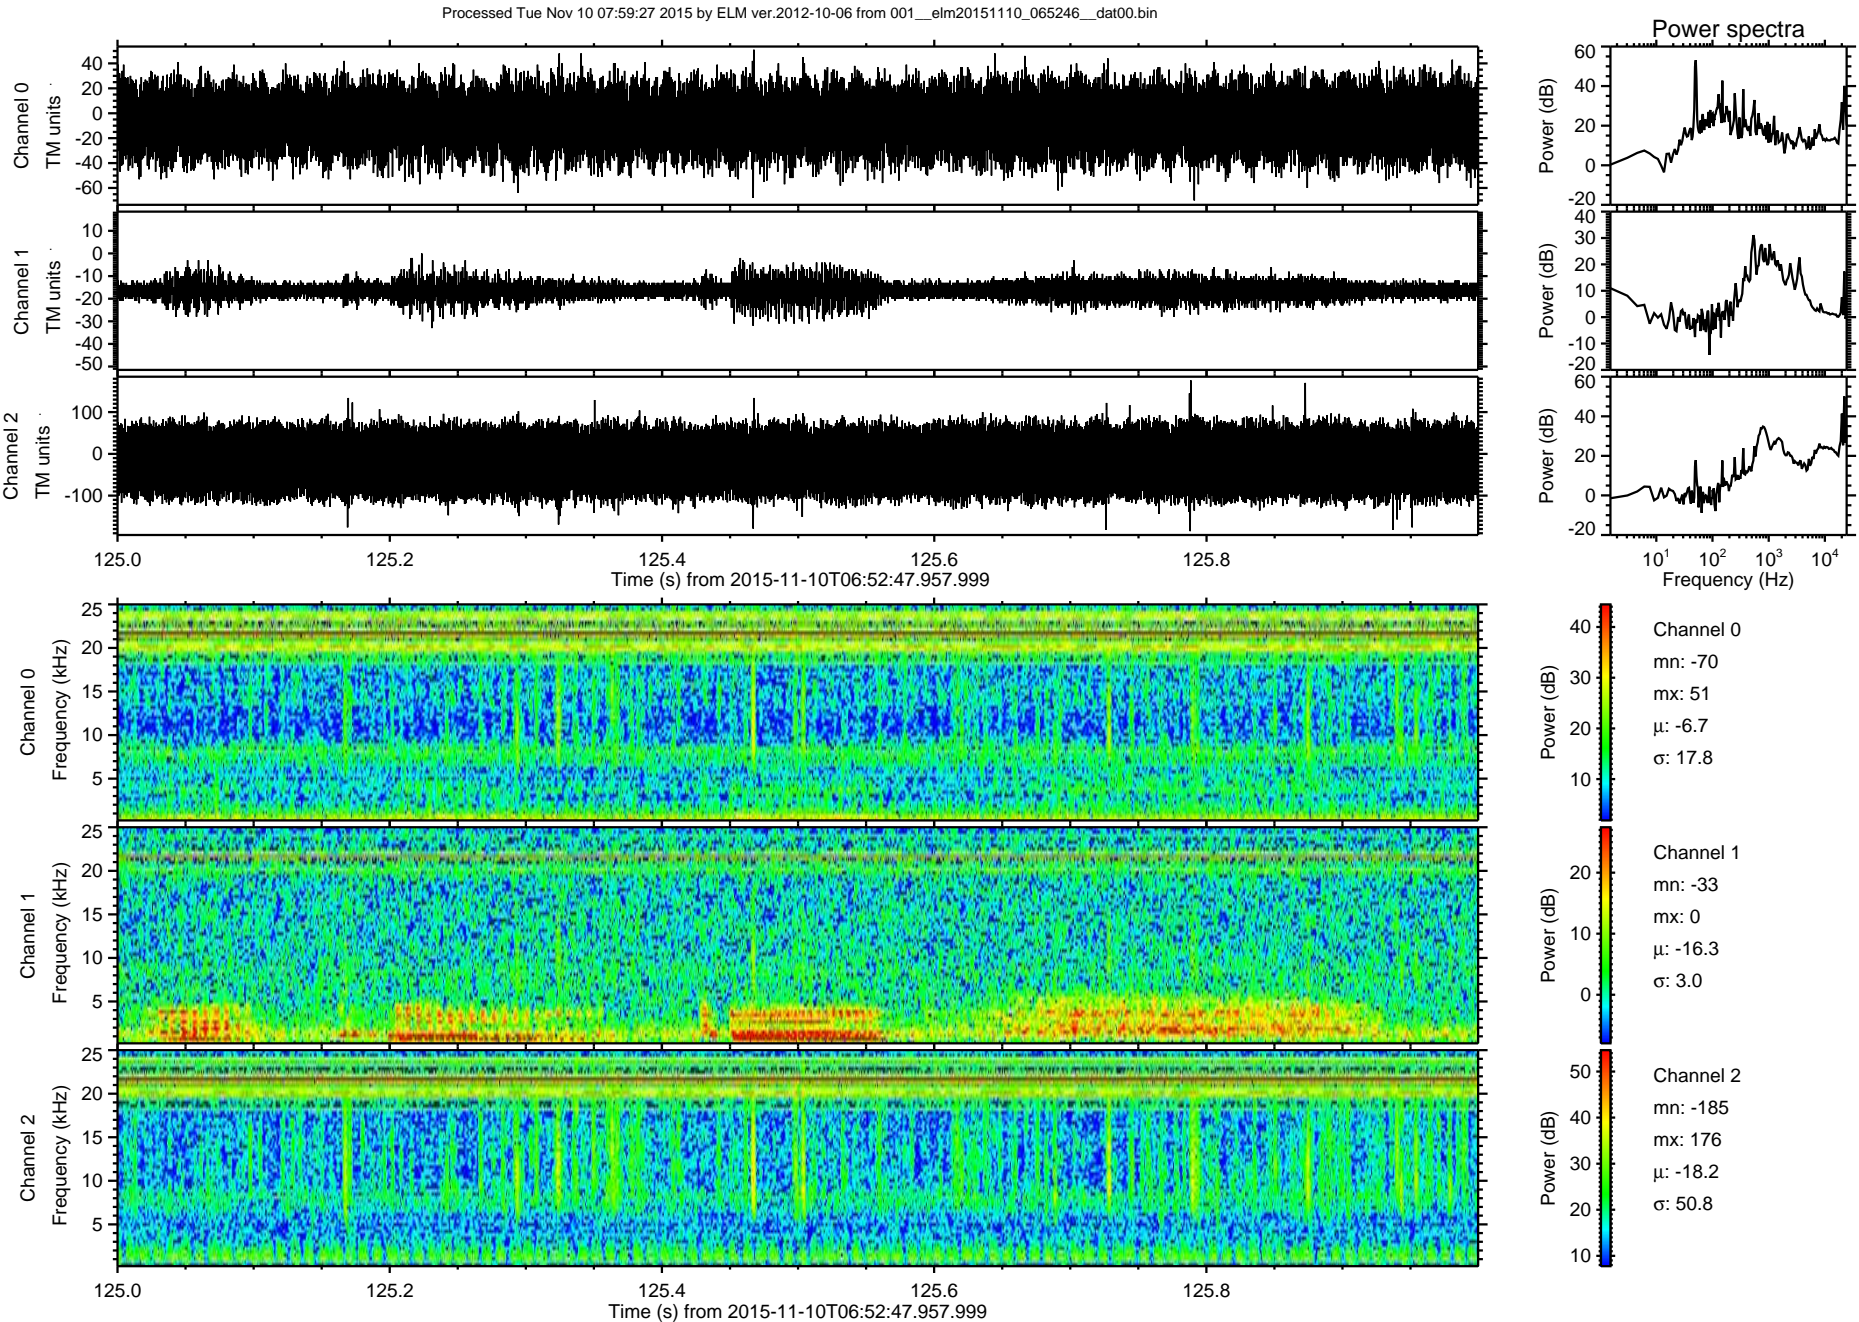 Processed Tue Nov 10 07:59:27 2015 by ELM ver.2012-10-06 from 001__elm20151110_065246__dat00.bin
Power spectra
Channel 0
TM units
40
20
0
-20
-40
-60
Power (dB)
60
40
20
0
-20
Channel 1
TM units
10
0
-10
-20
-30
-40
-50
Power (dB)
40
30
20
10
0
-10
-20
Channel 2
TM units
100
0
-100
Power (dB)
60
40
20
0
-20
125.0 125.2 125.4 125.6 125.8
Time (s) from 2015-11-10T06:52:47.957.999
10^1 10^2 10^3 10^4
Frequency (Hz)
Channel 0
Frequency (kHz)
25
20
15
10
5
Power (dB)
40
30
20
10
Channel 0
mn: -70
mx: 51
μ: -6.7
σ: 17.8
Channel 1
Frequency (kHz)
25
20
15
10
5
Power (dB)
20
10
0
Channel 1
mn: -33
mx: 0
μ: -16.3
σ: 3.0
Channel 2
Frequency (kHz)
25
20
15
10
5
Power (dB)
50
40
30
20
10
Channel 2
mn: -185
mx: 176
μ: -18.2
σ: 50.8
125.0 125.2 125.4 125.6 125.8
Time (s) from 2015-11-10T06:52:47.957.999